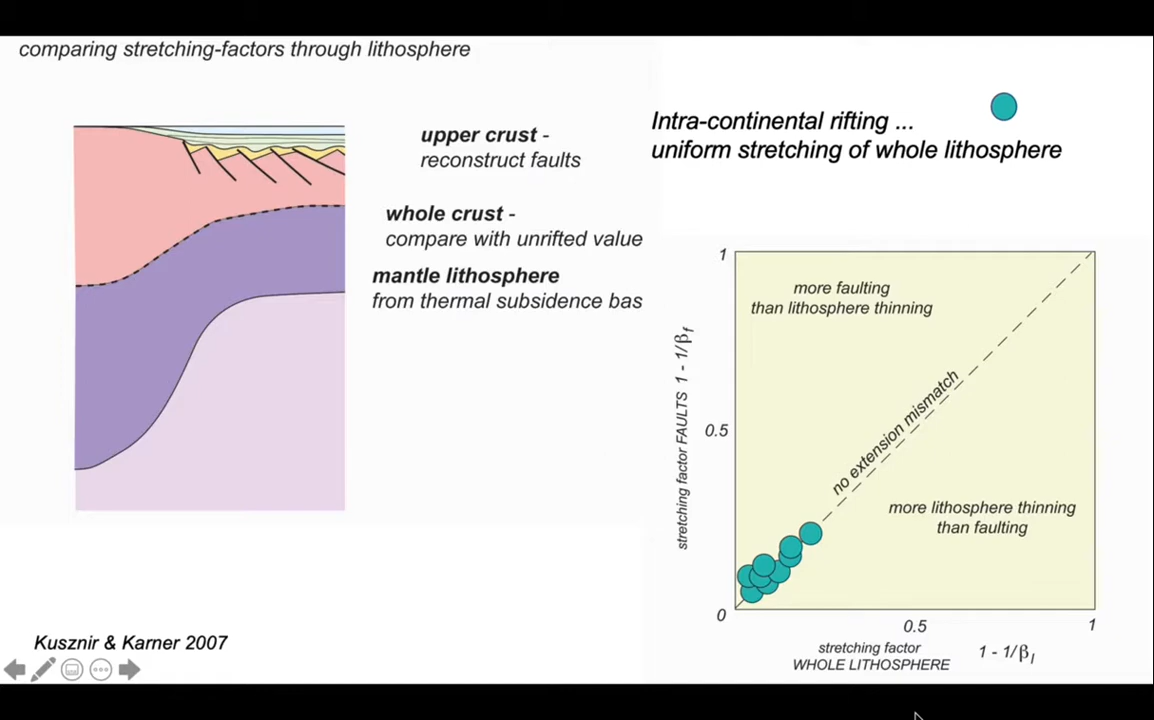 comparing stretching-factors through lithosphere
upper crust -
reconstruct faults
whole crust -
compare with unrifted value
mantle lithosphere
from thermal subsidence bas
Kusznir & Karner 2007
Intra-continental rifting ...
uniform stretching of whole lithosphere
1
more faulting
than lithosphere thinning
stretching factor FAULTS 1 - 1/βf
0.5
no extension mismatch
more lithosphere thinning
than faulting
0
0.5
1
stretching factor
WHOLE LITHOSPHERE
1 - 1/βl